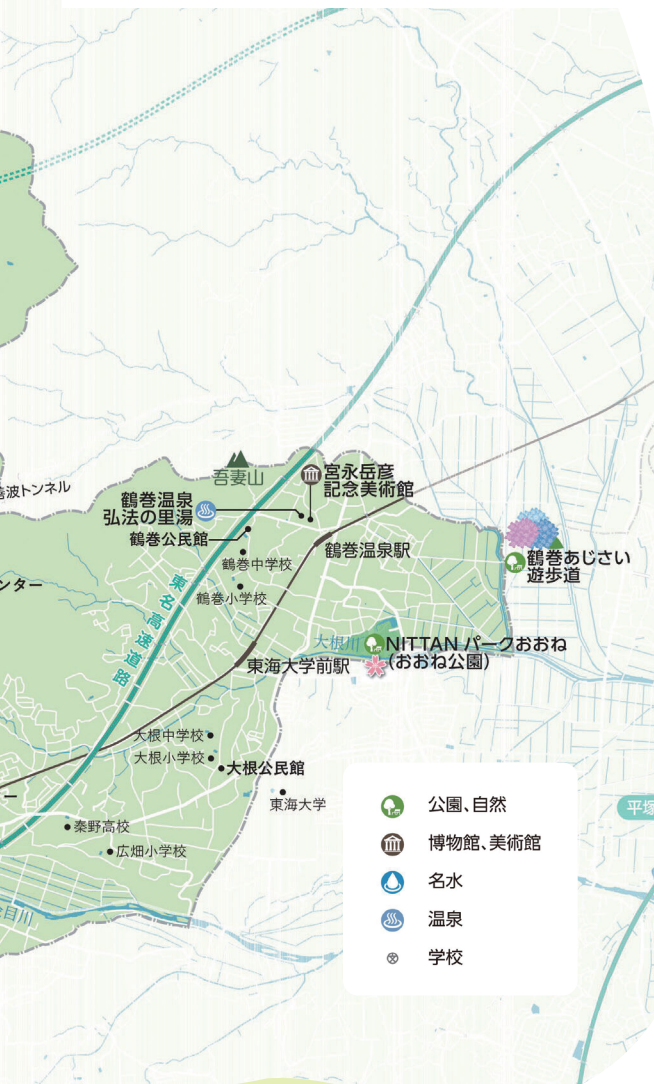 吾妻山
宮永岳彦
記念美術館
波トンネル
鶴巻温泉
弘法の里湯
鶴巻公民館
鶴巻温泉駅
鶴巻中学校
鶴巻あじさい
遊歩道
ンター
鶴巻小学校
東名高速道路
大根川
NITTAN パークおおね
(おおね公園)
東海大学前駅
大根中学校
大根小学校
大根公民館
ー
東海大学
秦野高校
広畑小学校
目川
平塚
公園、自然
博物館、美術館
名水
温泉
学校